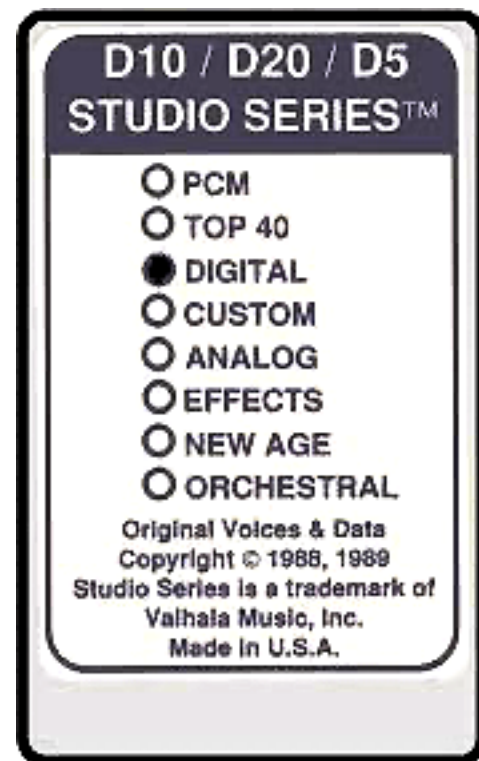 D10 / D20 / D5
STUDIO SERIES™
PCM
TOP 40
DIGITAL
CUSTOM
ANALOG
EFFECTS
NEW AGE
ORCHESTRAL
Original Voices & Data
Copyright © 1988, 1989
Studio Series is a trademark of
Valhala Music, Inc.
Made in U.S.A.